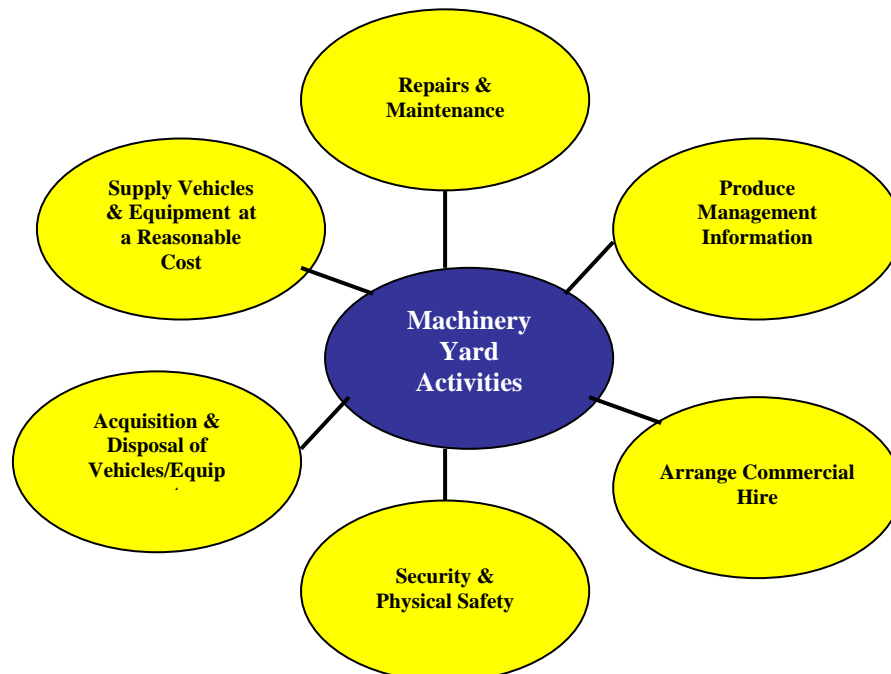 Repairs &
Maintenance
Supply Vehicles
& Equipment at
a Reasonable
Cost
Produce
Management
Information
Machinery
Yard
Activities
Acquisition &
Disposal of
Vehicles/Equip
Arrange Commercial
Hire
Security &
Physical Safety